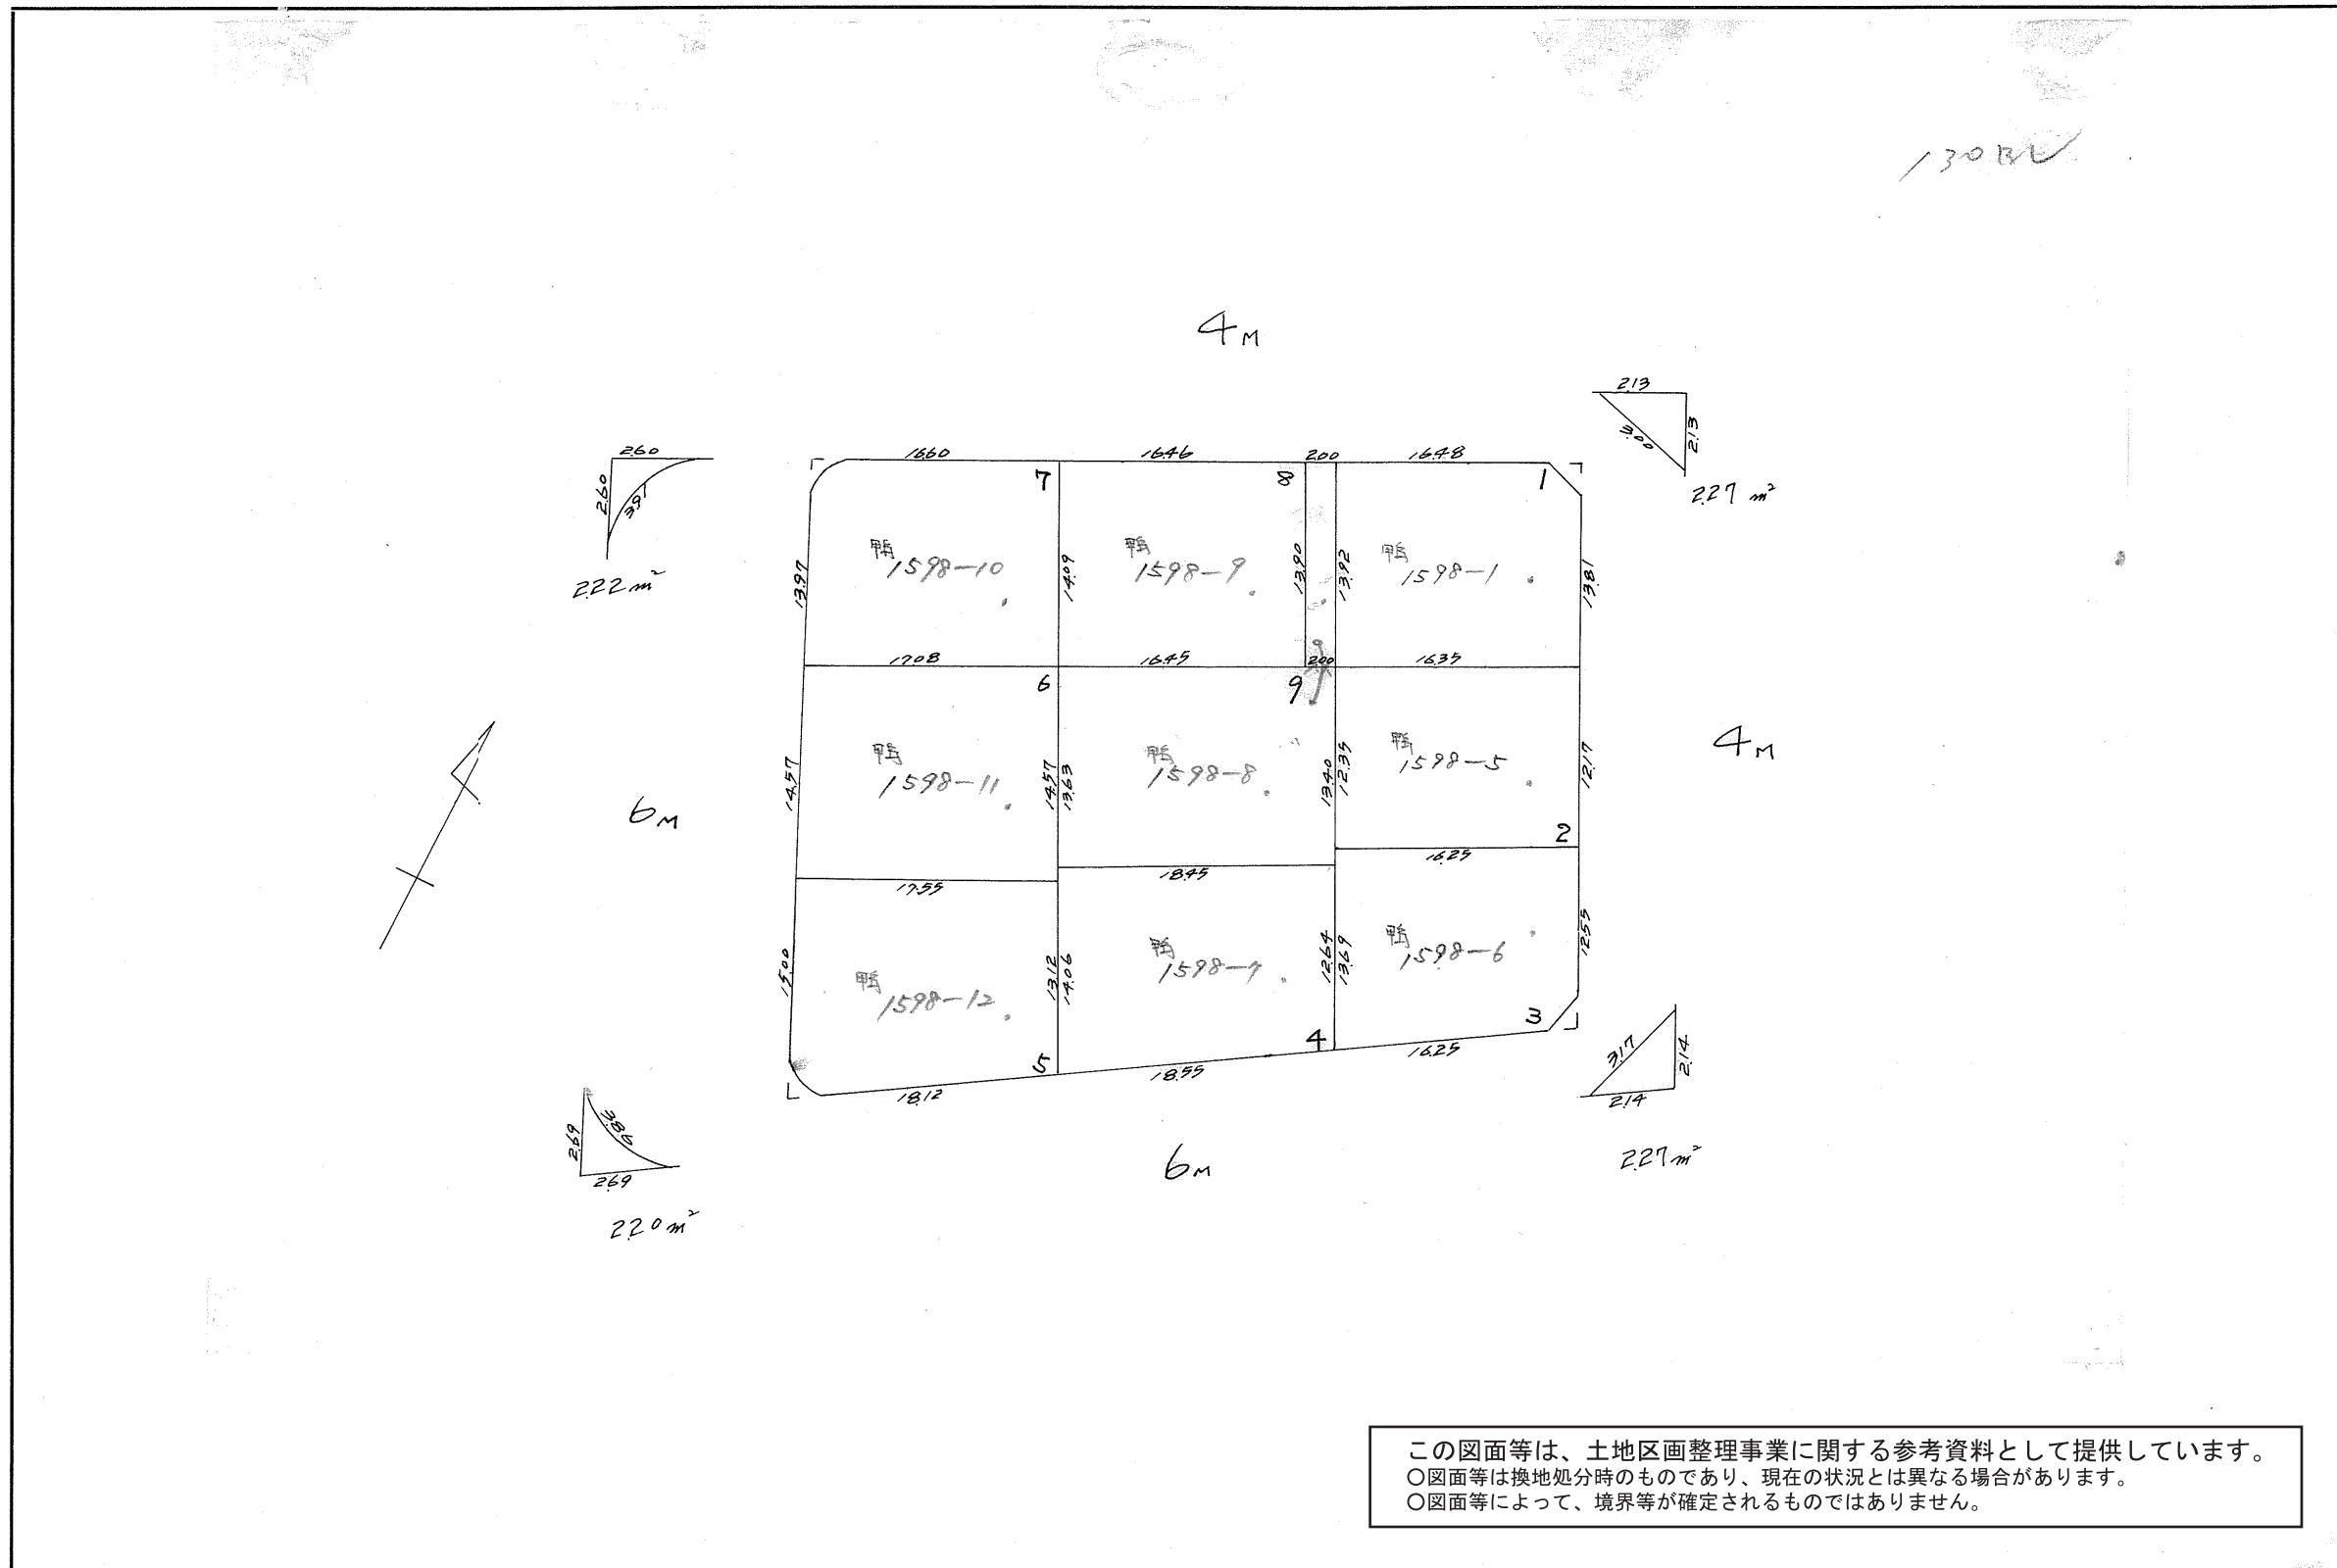 130BL
4M
2.13
2.13
3.00
2.27 m²
2.60
2.60
3.91
2.22 m²
16.60
16.46
2.00
16.48
7
8
1
鴨
1598-10
鴨
1598-9
鴨
1598-1
13.97
14.09
13.90
13.92
13.81
17.08
16.45
2.00
16.35
6
9
鴨
1598-11
鴨
1598-8
鴨
1598-5
14.57
14.57
13.63
13.40
12.35
12.17
6M
4M
2
17.55
18.45
16.25
鴨
1598-12
鴨
1598-7
鴨
1598-6
15.00
13.12
14.06
12.64
13.69
12.55
5
4
3
18.12
18.55
16.25
3.17
2.14
2.14
2.27 m²
2.69
2.69
2.20 m²
6M
この図面等は、土地区画整理事業に関する参考資料として提供しています。
○図面等は換地処分時のものであり、現在の状況とは異なる場合があります。
○図面等によって、境界等が確定されるものではありません。